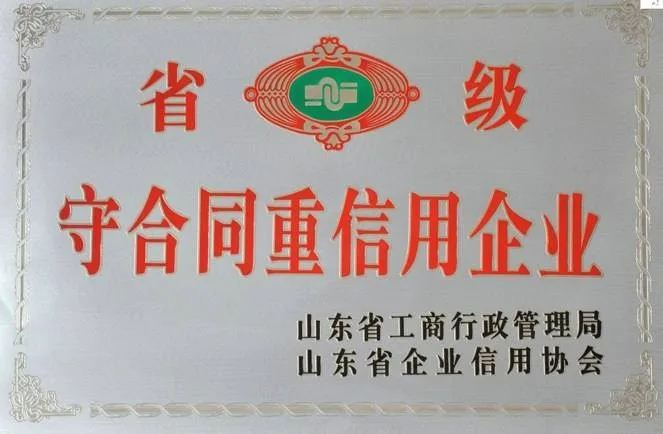 省 级
守合同重信用企业
山东省工商行政管理局
山东省企业信用协会